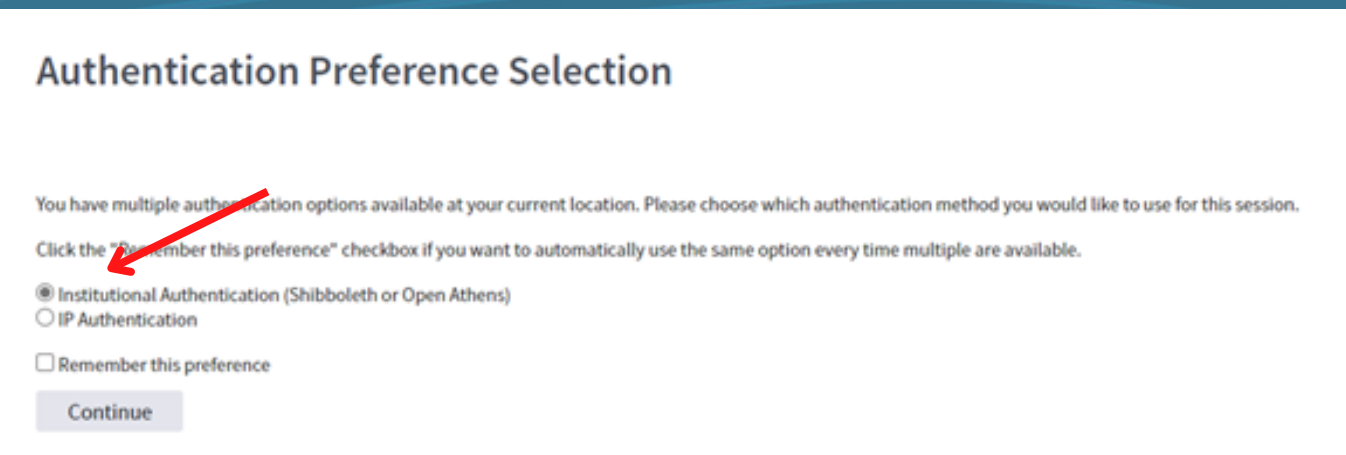 Authentication Preference Selection
You have multiple authentication options available at your current location. Please choose which authentication method you would like to use for this session.
Click the "Remember this preference" checkbox if you want to automatically use the same option every time multiple are available.
Institutional Authentication (Shibboleth or Open Athens)
IP Authentication
Remember this preference
Continue